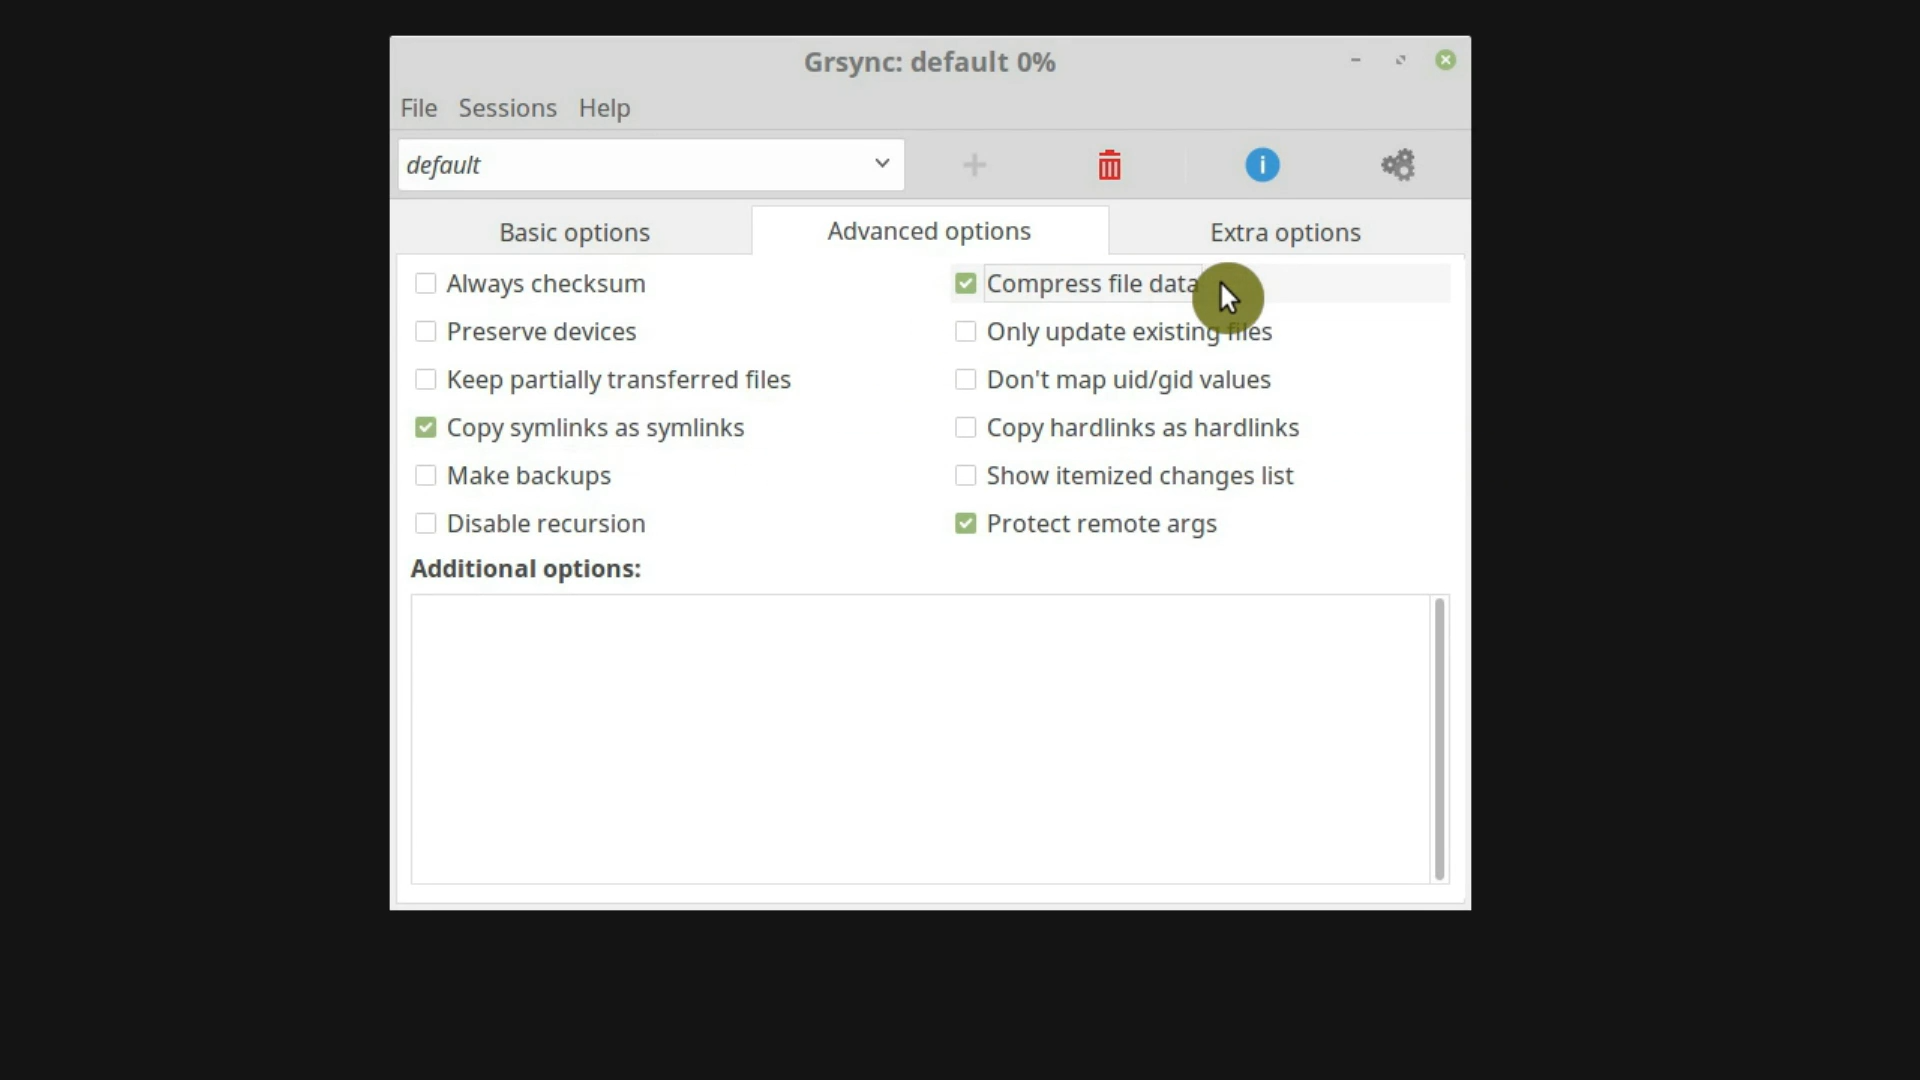 Grsync: default 0%
File Sessions Help
default
Basic options Advanced options Extra options
Always checksum Compress file data
Preserve devices Only update existing files
Keep partially transferred files Don't map uid/gid values
Copy symlinks as symlinks Copy hardlinks as hardlinks
Make backups Show itemized changes list
Disable recursion Protect remote args
Additional options: